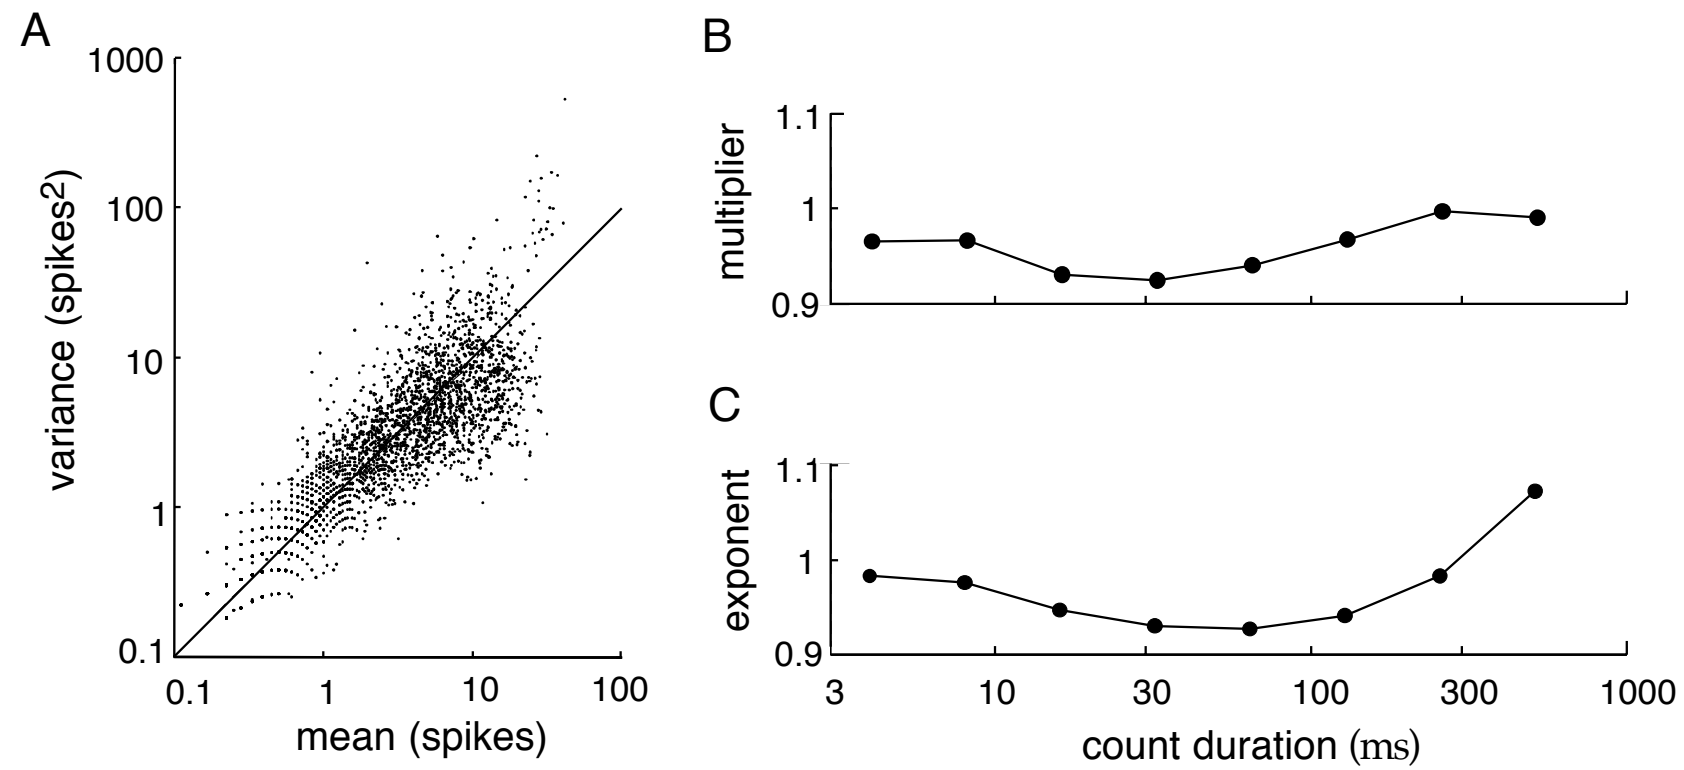 A
1000
100
10
1
0.1
variance (spikes2)
0.1 1 10 100
mean (spikes)
B
1.1
1
0.9
multiplier
C
1.1
1
0.9
exponent
3 10 30 100 300 1000
count duration (ms)